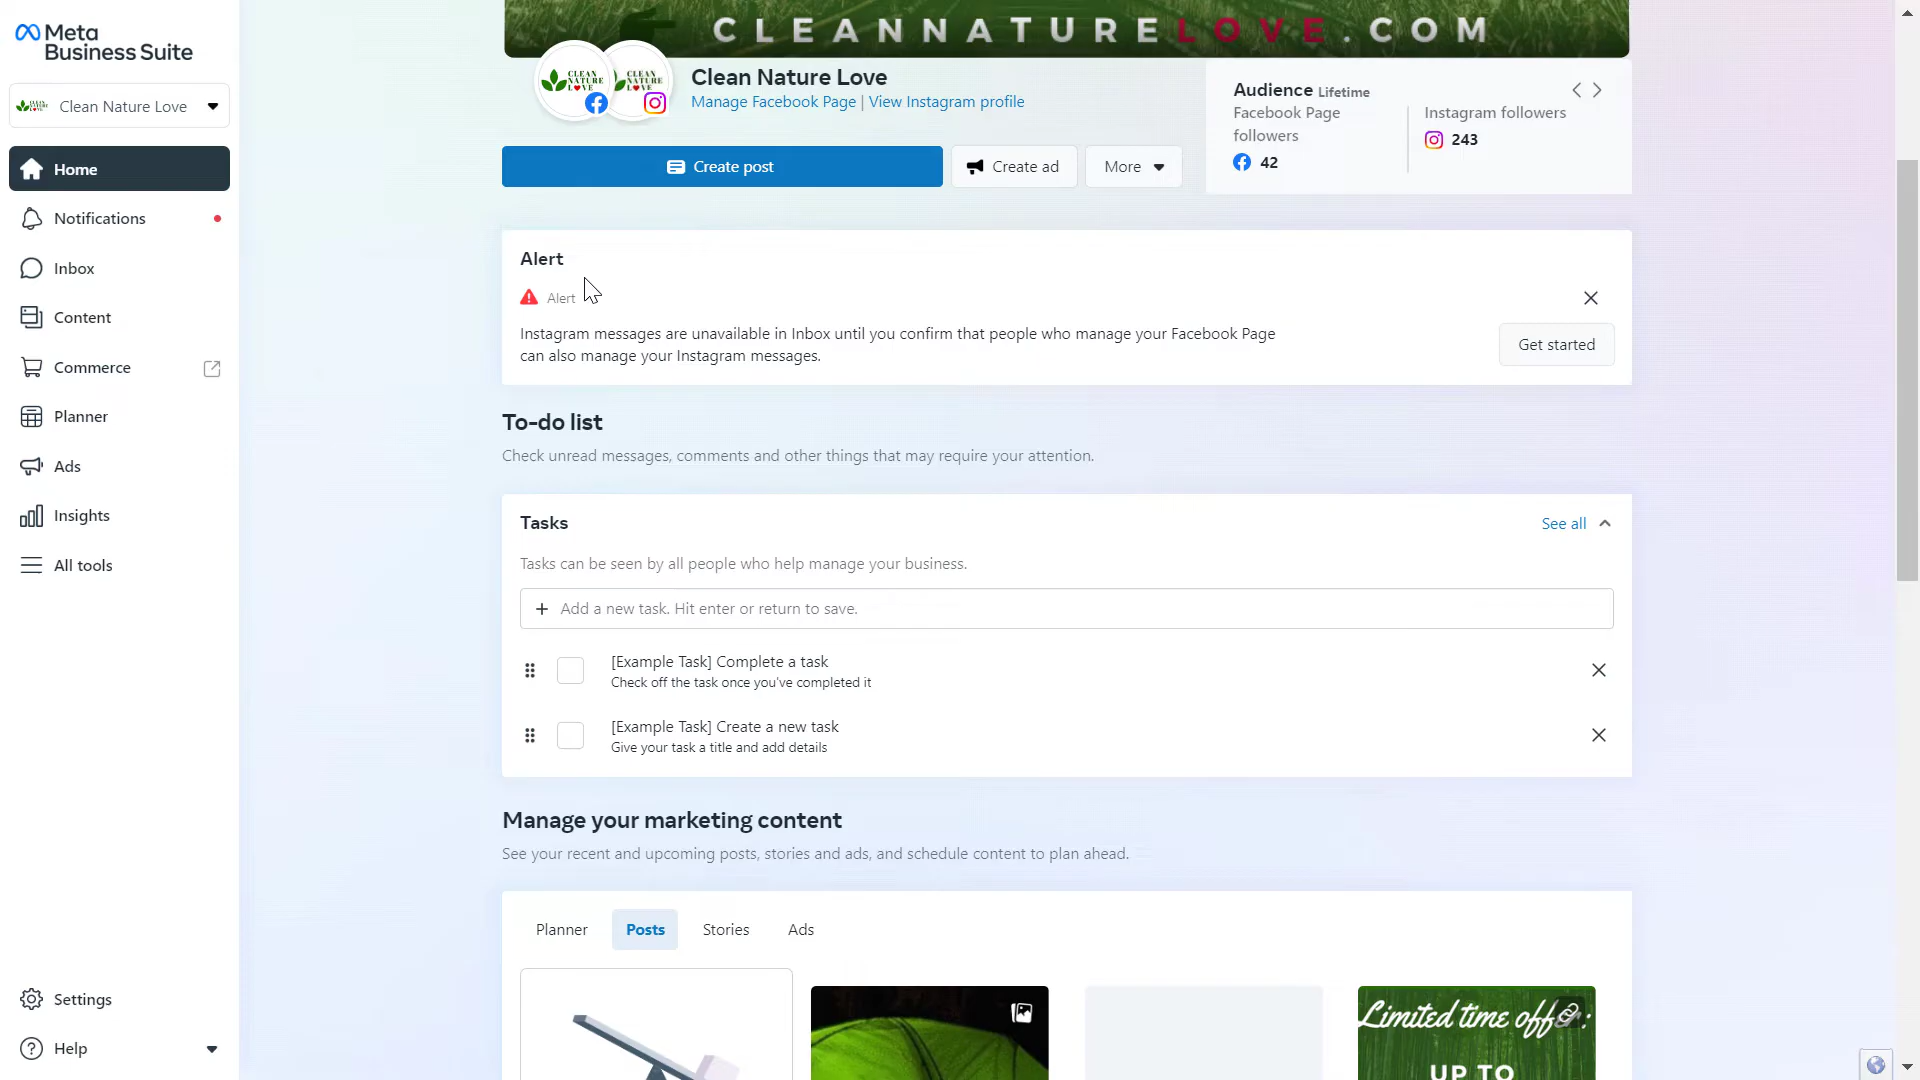 CLEANNATURELOVE.COM
Meta
Business Suite
Clean Nature Love
Home
Notifications
Inbox
Content
Commerce
Planner
Ads
Insights
All tools
Settings
Help
CLEAN
NATURE
LOVE
CLEAN
NATURE
LOVE
Clean Nature Love
Manage Facebook Page | View Instagram profile
Create post
Create ad
More
Audience Lifetime
Facebook Page
followers
42
Instagram followers
243
Alert
Alert
Instagram messages are unavailable in Inbox until you confirm that people who manage your Facebook Page
can also manage your Instagram messages.
Get started
To-do list
Check unread messages, comments and other things that may require your attention.
Tasks
See all
Tasks can be seen by all people who help manage your business.
Add a new task. Hit enter or return to save.
[Example Task] Complete a task
Check off the task once you've completed it
[Example Task] Create a new task
Give your task a title and add details
Manage your marketing content
See your recent and upcoming posts, stories and ads, and schedule content to plan ahead.
Planner
Posts
Stories
Ads
Limited time offer:
UP TO